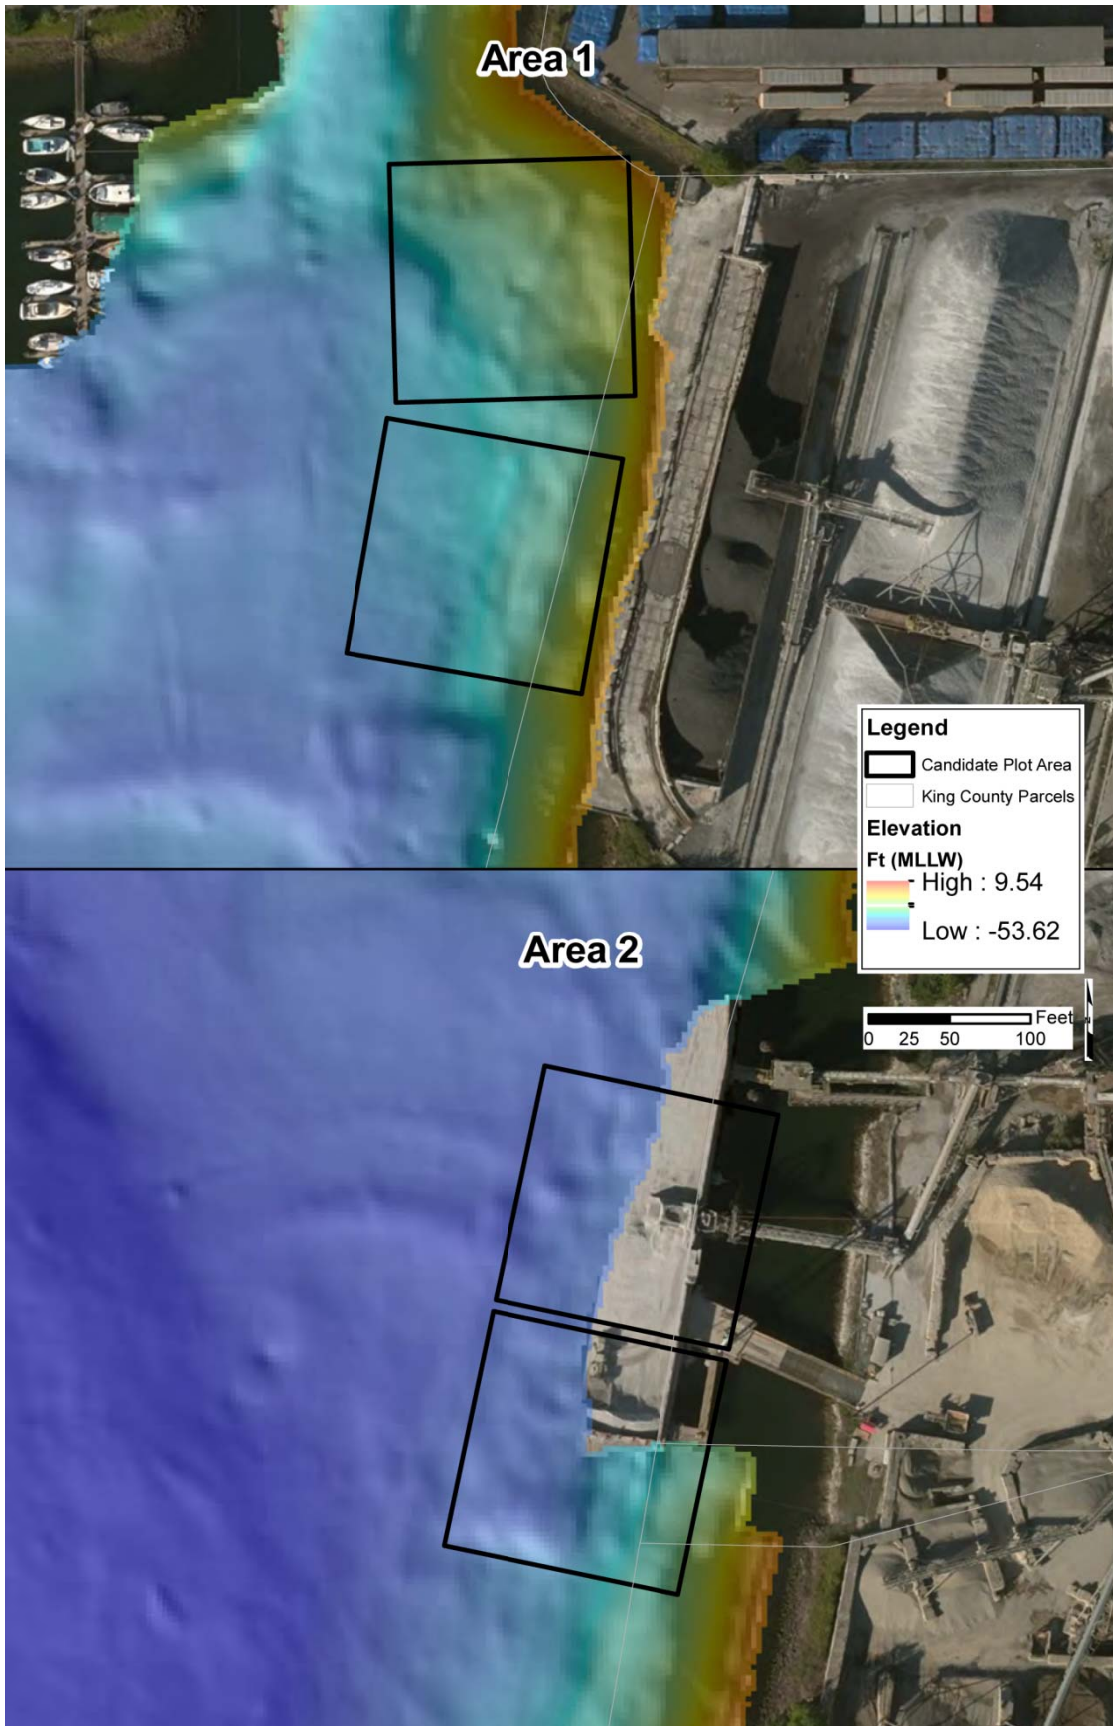 Area 1
Legend
Candidate Plot Area
King County Parcels
Elevation
Ft (MLLW)
High : 9.54
Low : -53.62
Area 2
Feet
0 25 50 100